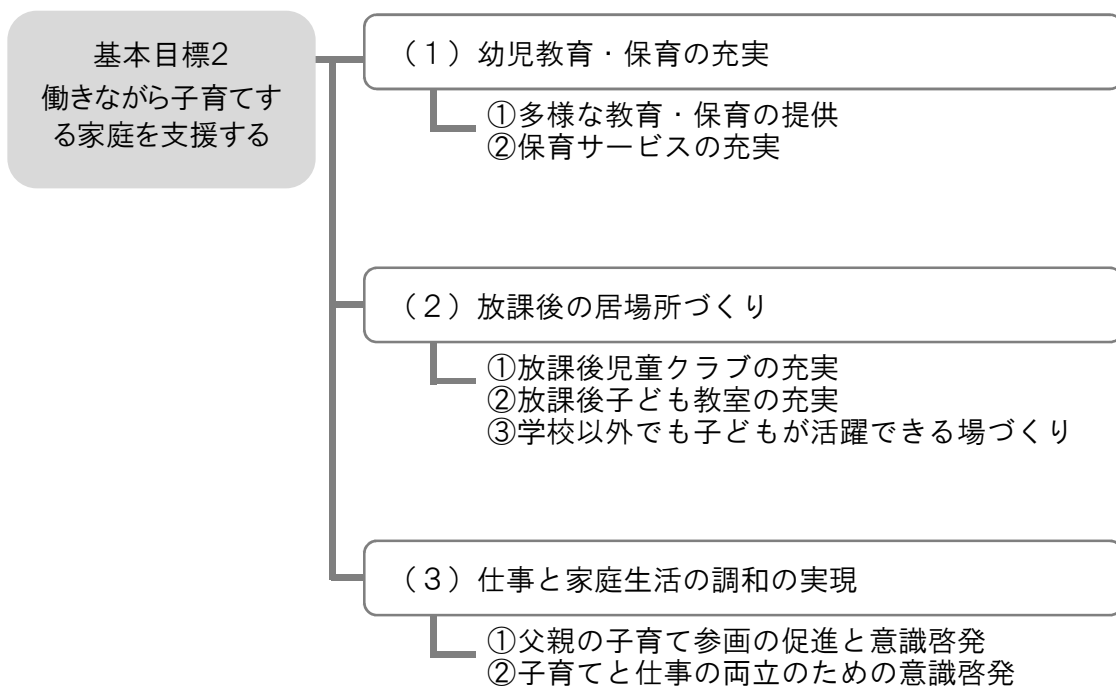 基本目標2
働きながら子育てす
る家庭を支援する
（１）幼児教育・保育の充実
①多様な教育・保育の提供
②保育サービスの充実
（２）放課後の居場所づくり
①放課後児童クラブの充実
②放課後子ども教室の充実
③学校以外でも子どもが活躍できる場づくり
（３）仕事と家庭生活の調和の実現
①父親の子育て参画の促進と意識啓発
②子育てと仕事の両立のための意識啓発